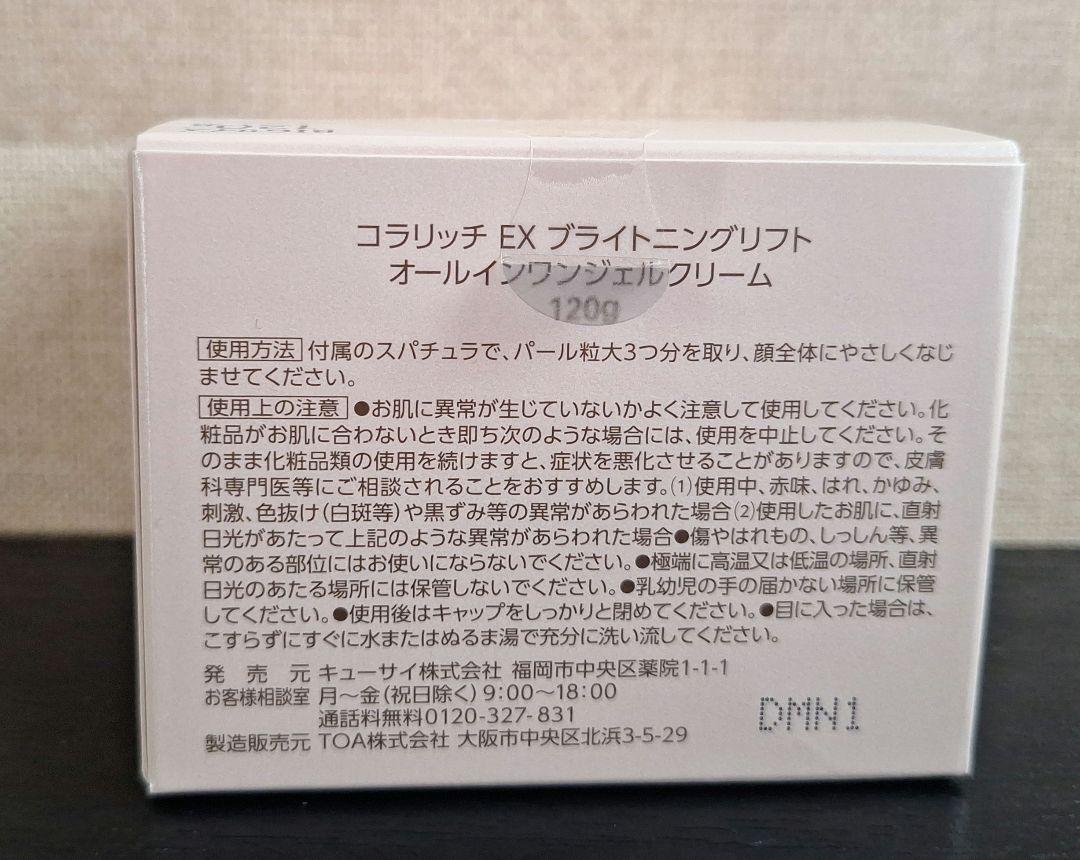 コラリッチ EX ブライトニングリフト
オールインワンジェルクリーム
120g
使用方法 付属のスパチュラで、パール粒大3つ分を取り、顔全体にやさしくなじ
ませてください。
使用上の注意 ●お肌に異常が生じていないかよく注意して使用してください。化
粧品がお肌に合わないとき即ち次のような場合には、使用を中止してください。そ
のまま化粧品類の使用を続けますと、症状を悪化させることがありますので、皮膚
科専門医等にご相談されることをおすすめします。(1)使用中、赤味、はれ、かゆみ、
刺激、色抜け(白斑等)や黒ずみ等の異常があらわれた場合(2)使用したお肌に、直射
日光があたって上記のような異常があらわれた場合●傷やはれもの、しっしん等、異
常のある部位にはお使いにならないでください。●極端に高温又は低温の場所、直射
日光のあたる場所には保管しないでください。●乳幼児の手の届かない場所に保管
してください。●使用後はキャップをしっかりと閉めてください。●目に入った場合は、
こすらずにすぐに水またはぬるま湯で充分に洗い流してください。
発売元 キューサイ株式会社 福岡市中央区薬院1-1-1
お客様相談室 月〜金(祝日除く)9:00〜18:00
通話料無料0120-327-831
製造販売元 TOA株式会社 大阪市中央区北浜3-5-29
DMN1